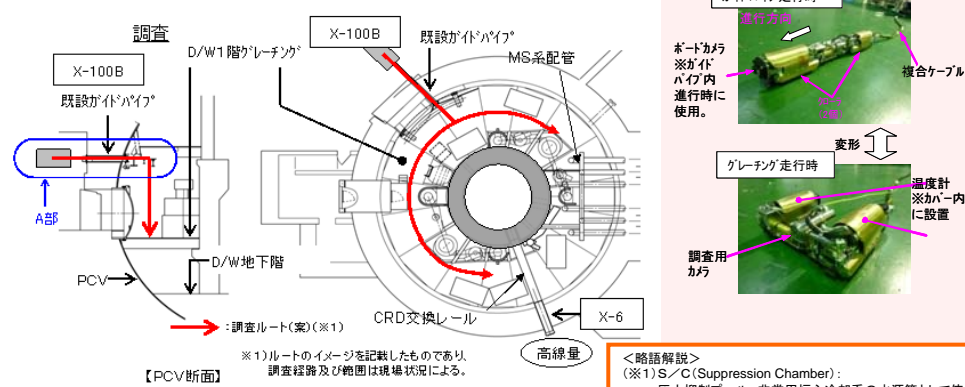 調査
X-100B
既設ガイドパイプ
A部
PCV
D/W1階グレーチング
D/W地下階
:調査ルート(案)(※1)
【PCV断面】
X-100B
既設ガイドパイプ
MS系配管
CRD交換レール
X-6
高線量
※1)ルートのイメージを記載したものであり、
調査経路及び範囲は現場状況による。
進行方向
ボードカメラ
※ガイド
パイプ内
進行時に
使用。
複合ケーブル
変形
グレーチング走行時
温度計
※カバー内
に設置
調査用
カメラ
<略語解説>
(※1)S/C(Suppression Chamber):